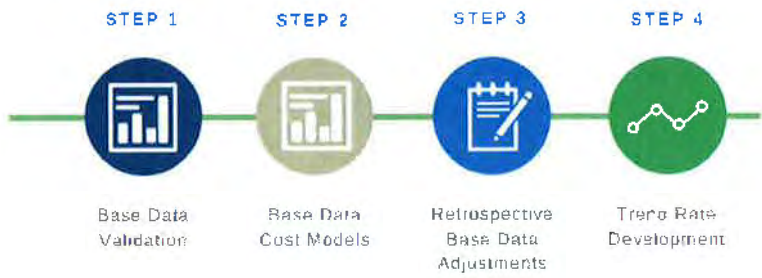 STEP 1
STEP 2
STEP 3
STEP 4
Base Data
Validation
Base Data
Cost Models
Retrospective
Base Data
Adjustments
Trend Rate
Development